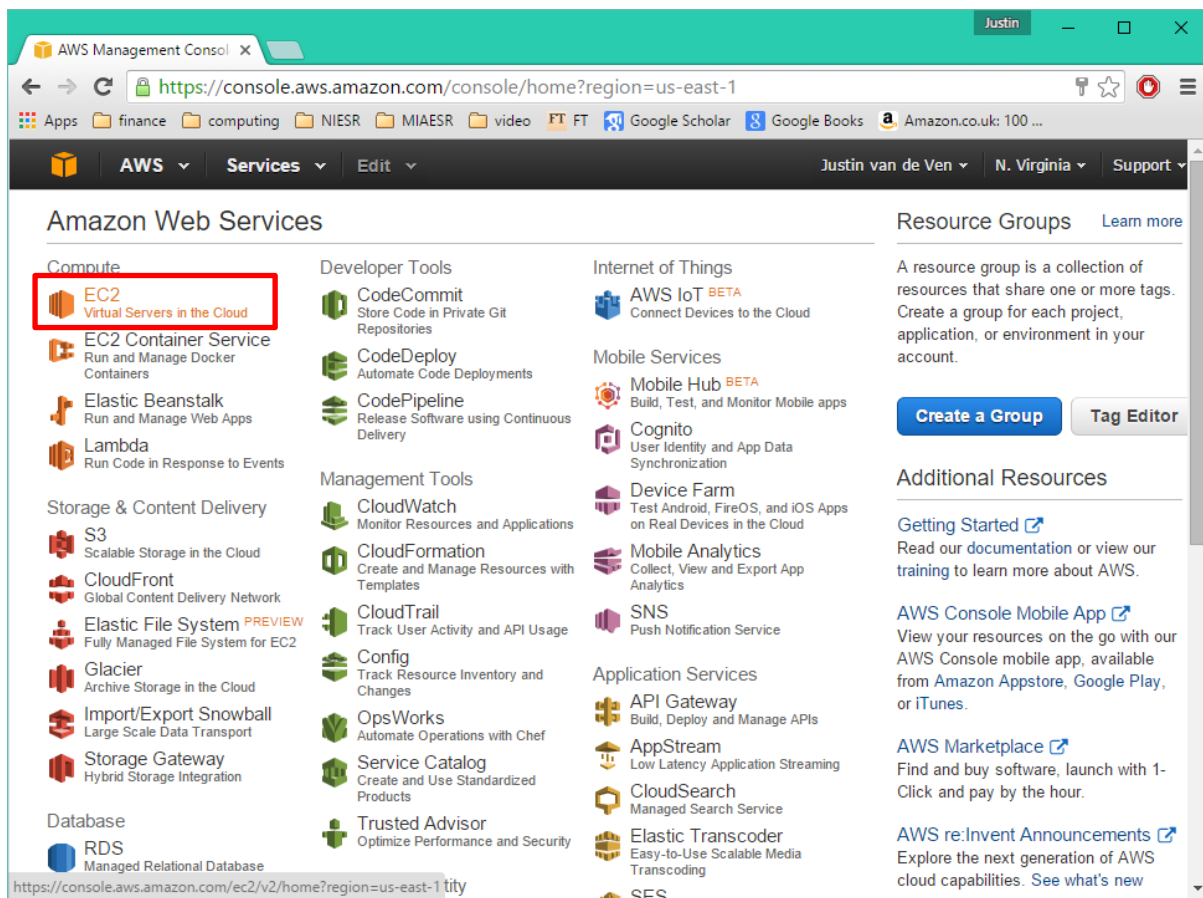 Justin
AWS Management Consol
https://console.aws.amazon.com/console/home?region=us-east-1
Apps finance computing NIESR MIAESR video FT FT Google Scholar Google Books Amazon.co.uk: 100 ...
AWS Services Edit Justin van de Ven N. Virginia Support
Amazon Web Services
Compute
EC2
Virtual Servers in the Cloud
EC2 Container Service
Run and Manage Docker
Containers
Elastic Beanstalk
Run and Manage Web Apps
Lambda
Run Code in Response to Events
Storage & Content Delivery
S3
Scalable Storage in the Cloud
CloudFront
Global Content Delivery Network
Elastic File System PREVIEW
Fully Managed File System for EC2
Glacier
Archive Storage in the Cloud
Import/Export Snowball
Large Scale Data Transport
Storage Gateway
Hybrid Storage Integration
Database
RDS
Managed Relational Database
https://console.aws.amazon.com/ec2/v2/home?region=us-east-1
Developer Tools
CodeCommit
Store Code in Private Git
Repositories
CodeDeploy
Automate Code Deployments
CodePipeline
Release Software using Continuous
Delivery
Management Tools
CloudWatch
Monitor Resources and Applications
CloudFormation
Create and Manage Resources with
Templates
CloudTrail
Track User Activity and API Usage
Config
Track Resource Inventory and
Changes
OpsWorks
Automate Operations with Chef
Service Catalog
Create and Use Standardized
Products
Trusted Advisor
Optimize Performance and Security
tity
Internet of Things
AWS IoT BETA
Connect Devices to the Cloud
Mobile Services
Mobile Hub BETA
Build, Test, and Monitor Mobile apps
Cognito
User Identity and App Data
Synchronization
Device Farm
Test Android, FireOS, and iOS Apps
on Real Devices in the Cloud
Mobile Analytics
Collect, View and Export App
Analytics
SNS
Push Notification Service
Application Services
API Gateway
Build, Deploy and Manage APIs
AppStream
Low Latency Application Streaming
CloudSearch
Managed Search Service
Elastic Transcoder
Easy-to-Use Scalable Media
Transcoding
SES
Resource Groups Learn more
A resource group is a collection of
resources that share one or more tags.
Create a group for each project,
application, or environment in your
account.
Create a Group Tag Editor
Additional Resources
Getting Started
Read our documentation or view our
training to learn more about AWS.
AWS Console Mobile App
View your resources on the go with our
AWS Console mobile app, available
from Amazon Appstore, Google Play,
or iTunes.
AWS Marketplace
Find and buy software, launch with 1-
Click and pay by the hour.
AWS re:Invent Announcements
Explore the next generation of AWS
cloud capabilities. See what's new